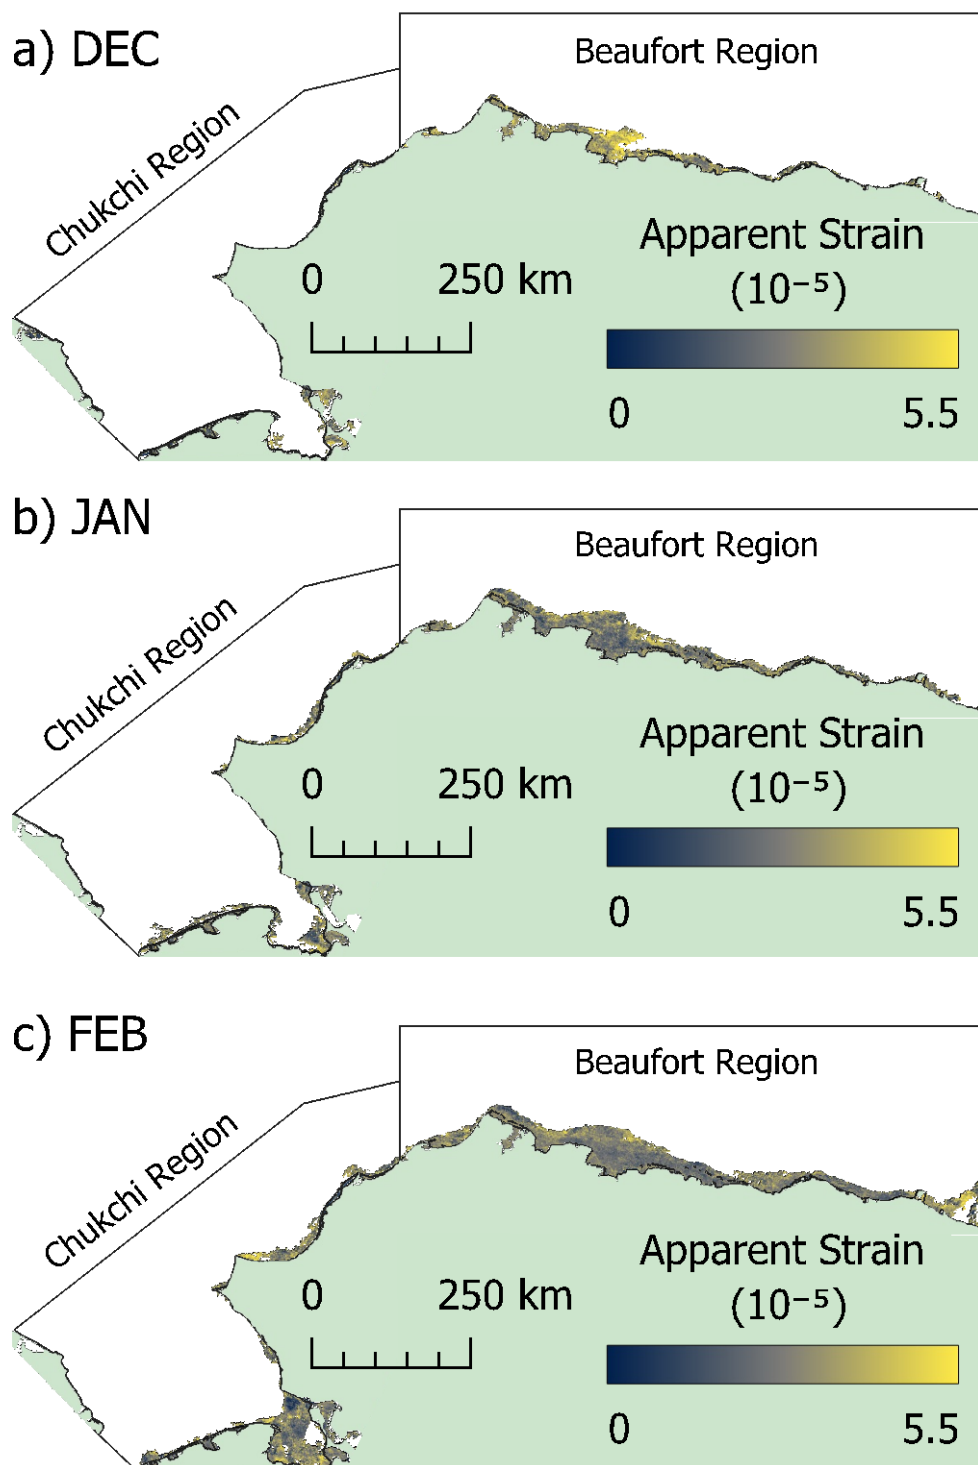 a) DEC
Beaufort Region
Chukchi Region
Apparent Strain
(10⁻⁵)
0 250 km
0 5.5
b) JAN
Beaufort Region
Chukchi Region
Apparent Strain
(10⁻⁵)
0 250 km
0 5.5
c) FEB
Beaufort Region
Chukchi Region
Apparent Strain
(10⁻⁵)
0 250 km
0 5.5